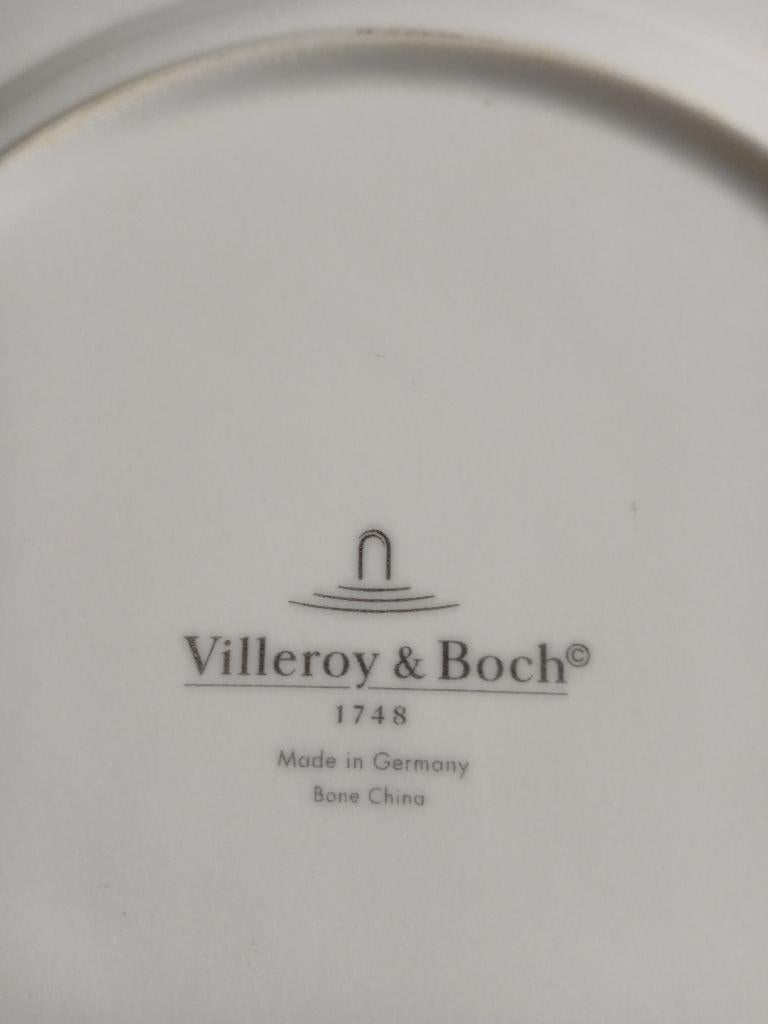 Villeroy & Boch©
1748
Made in Germany
Bone China